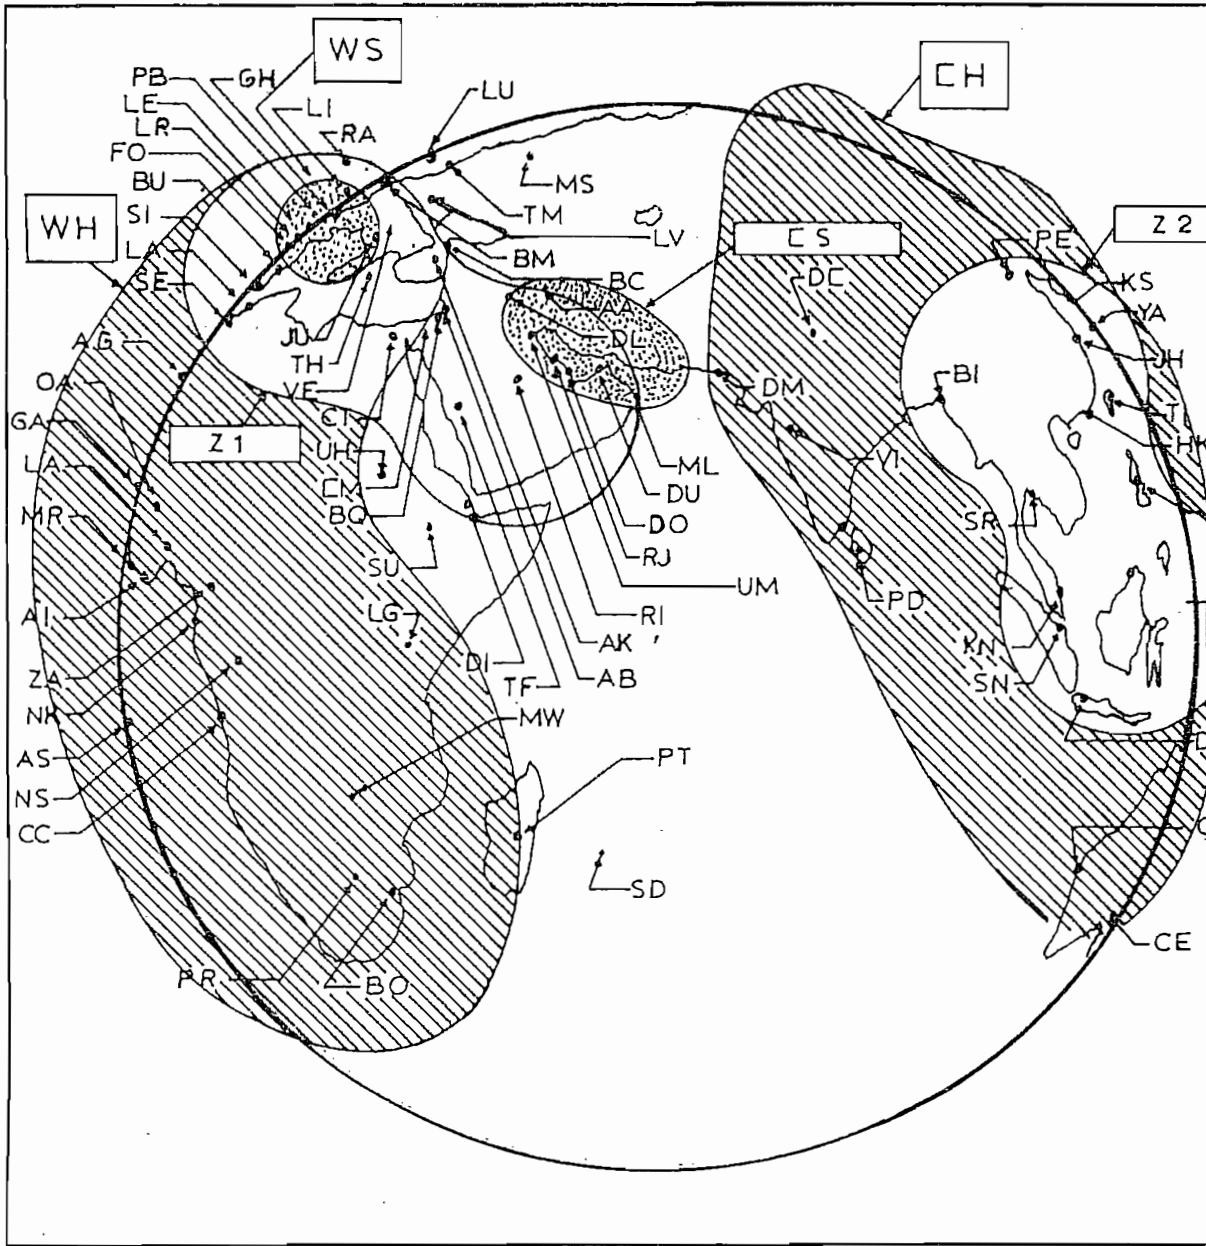 WS
CH
WH
Z 2
CS
Z 1
PB
GH
LE
LI
LR
RA
FO
BU
SI
LA
SE
AG
OA
GA
LA
MR
AI
ZA
NK
AS
NS
CC
LU
MS
TM
LV
BM
BC
AA
DL
JU
TH
VE
CT
UH
CM
BQ
SU
LG
DI
TF
MW
AB
AK
RI
UM
RJ
DO
DU
ML
DM
DC
VI
PD
BI
PE
KS
YA
JH
T
HK
SR
KN
SN
D
CE
PT
SD
PR
BO